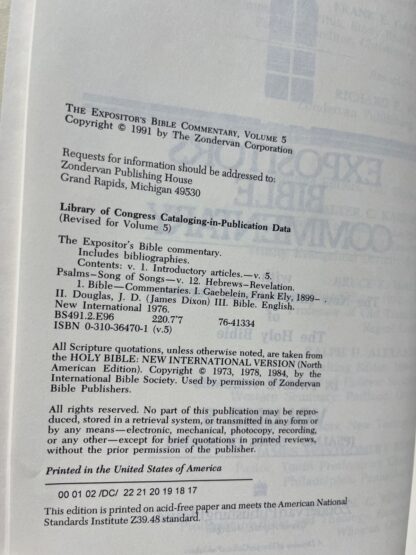 THE EXPOSITOR'S BIBLE COMMENTARY, VOLUME 5
Copyright © 1991 by The Zondervan Corporation
Requests for information should be addressed to:
Zondervan Publishing House
Grand Rapids, Michigan 49530
Library of Congress Cataloging-in-Publication Data
(Revised for Volume 5)
The Expositor's Bible commentary.
Includes bibliographies.
Contents: v. 1. Introductory articles.—v. 5.
Psalms–Song of Songs—v. 12. Hebrews–Revelation.
1. Bible—Commentaries. I. Gaebelein, Frank Ely, 1899– .
II. Douglas, J. D. (James Dixon) III. Bible. English.
New International 1976.
BS491.2.E96 220.7'7 76-41334
ISBN 0-310-36470-1 (v.5)
All Scripture quotations, unless otherwise noted, are taken from
the HOLY BIBLE: NEW INTERNATIONAL VERSION (North
American Edition). Copyright © 1973, 1978, 1984, by the
International Bible Society. Used by permission of Zondervan
Bible Publishers.
All rights reserved. No part of this publication may be repro-
duced, stored in a retrieval system, or transmitted in any form or
by any means—electronic, mechanical, photocopy, recording,
or any other—except for brief quotations in printed reviews,
without the prior permission of the publisher.
Printed in the United States of America
00 01 02 /DC/ 22 21 20 19 18 17
This edition is printed on acid-free paper and meets the American National
Standards Institute Z39.48 standard.
EXPOSITOR'S
BIBLE
COMMENTARY
The Holy Bible